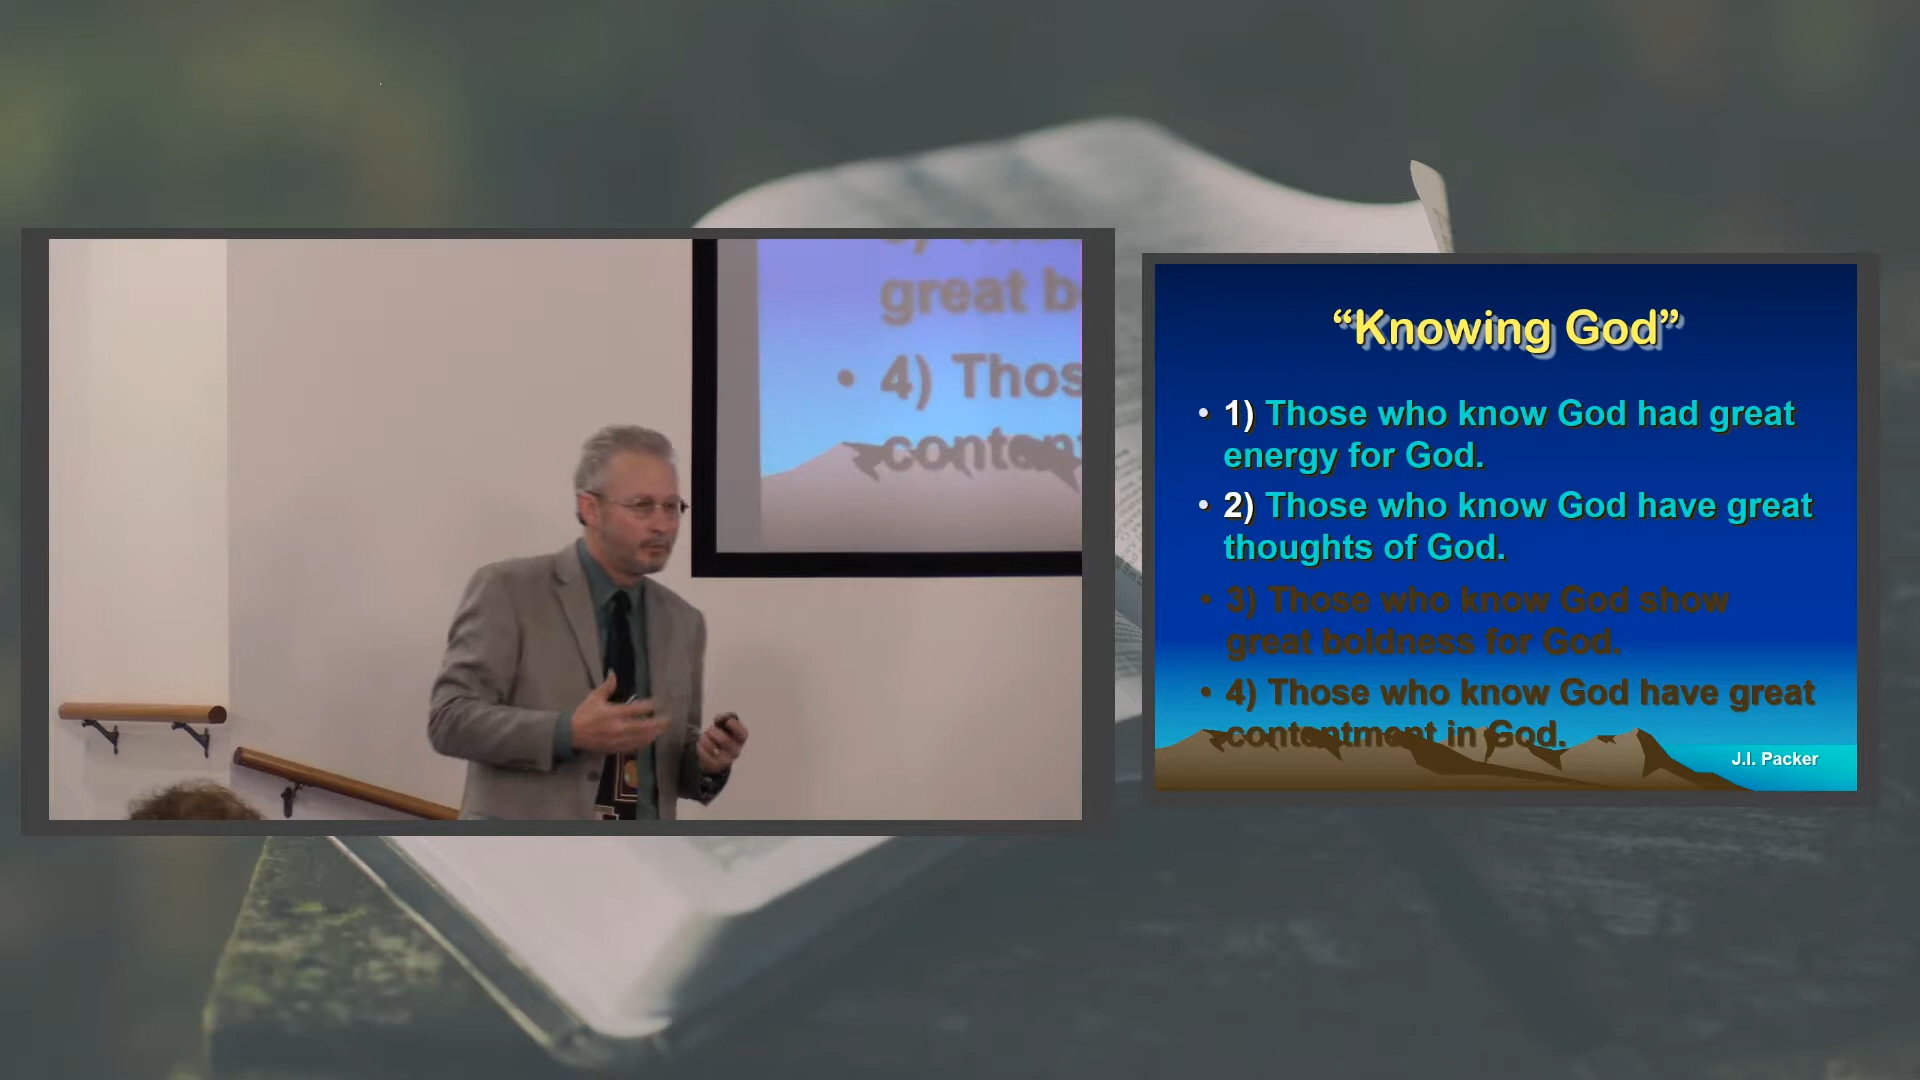 great b
• 4) Thos
content
“Knowing God”
• 1) Those who know God had great
energy for God.
• 2) Those who know God have great
thoughts of God.
• 3) Those who know God show
great boldness for God.
• 4) Those who know God have great
contentment in God.
J.I. Packer